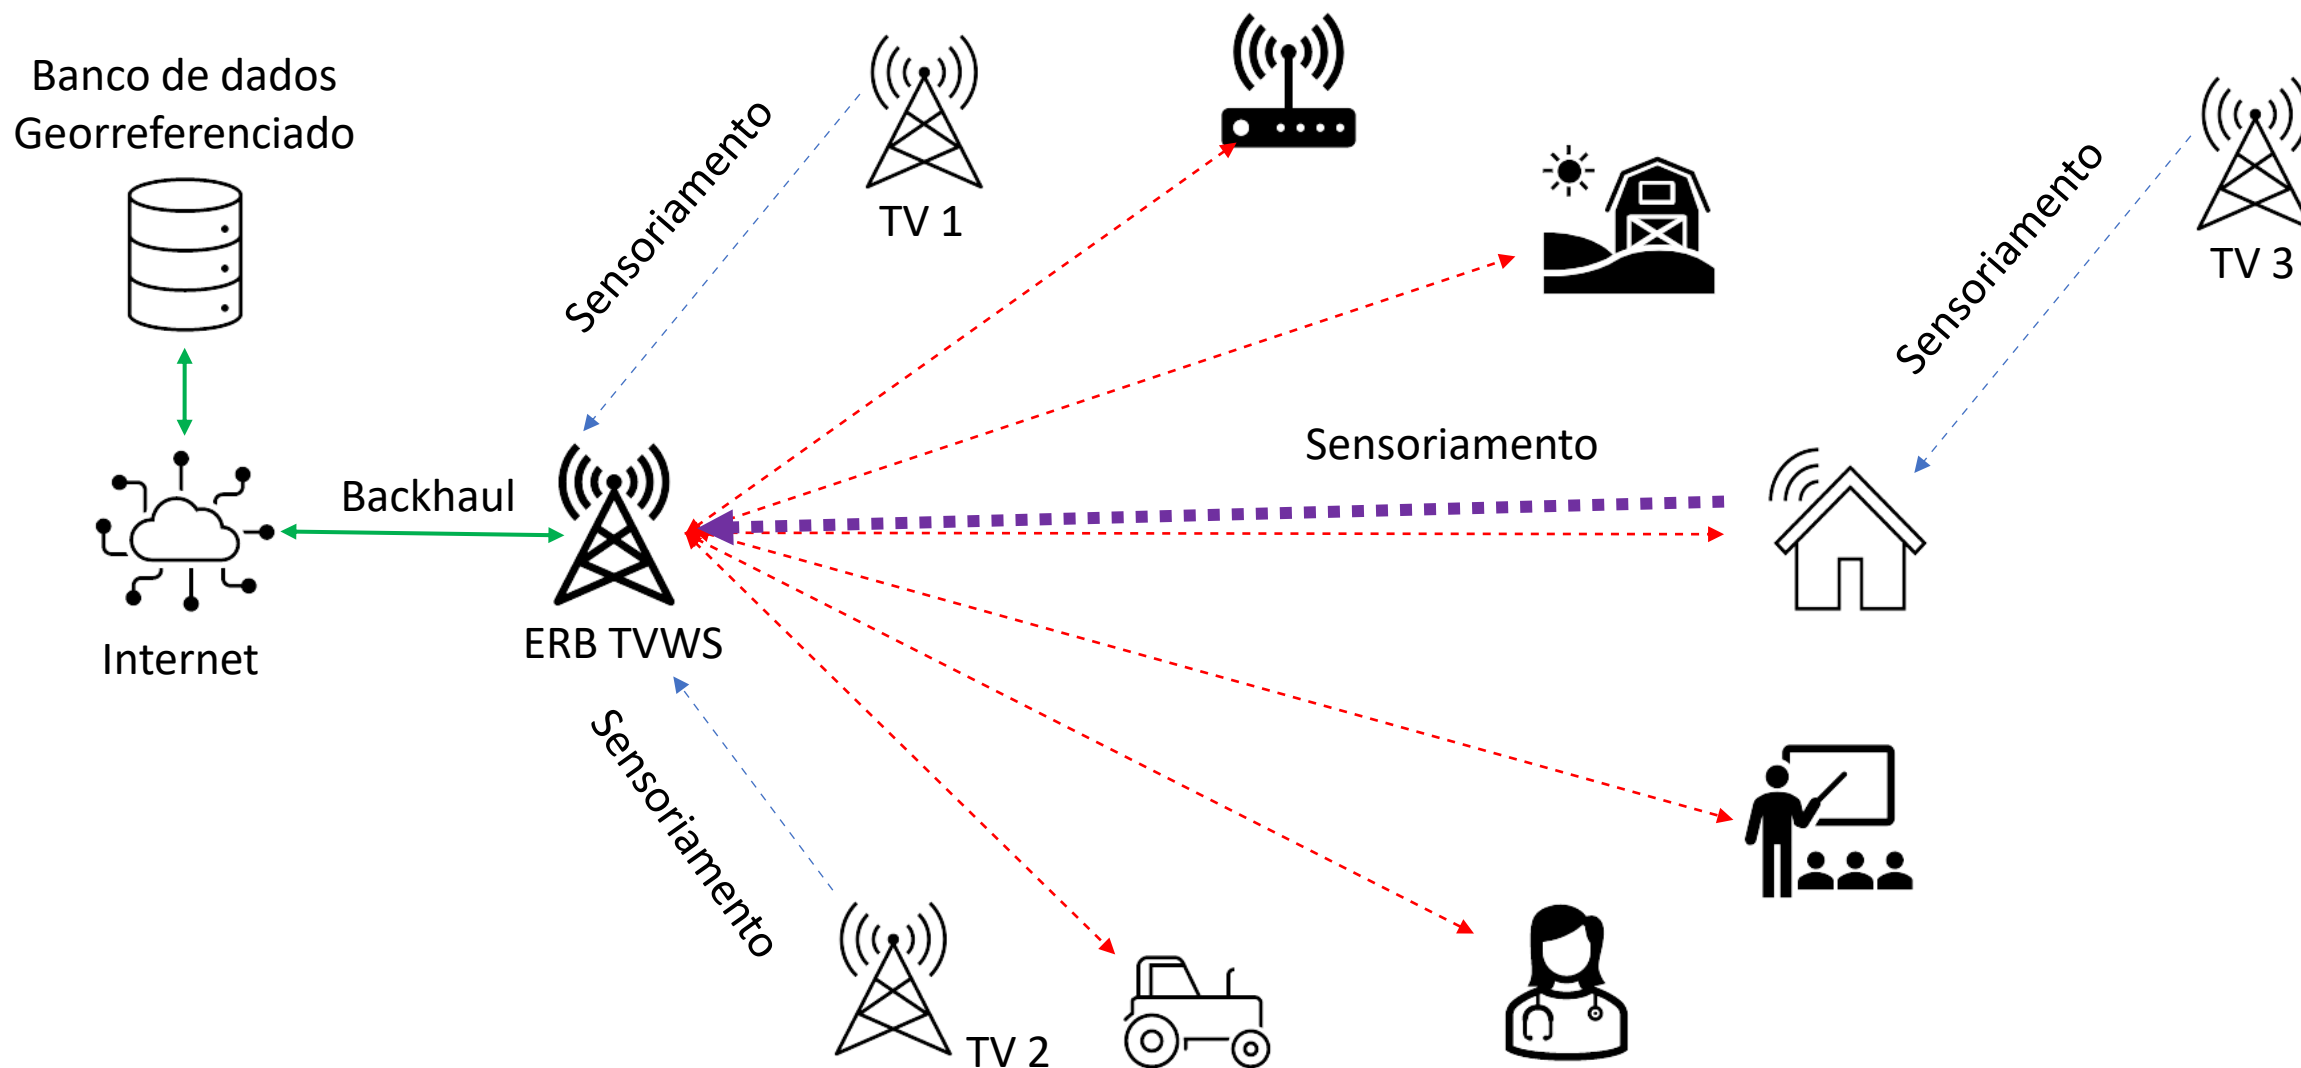 Banco de dados
Georreferenciado
Sensoriamento
TV 1
Sensoriamento
TV 3
Sensoriamento
Backhaul
ERB TVWS
Internet
Sensoriamento
TV 2